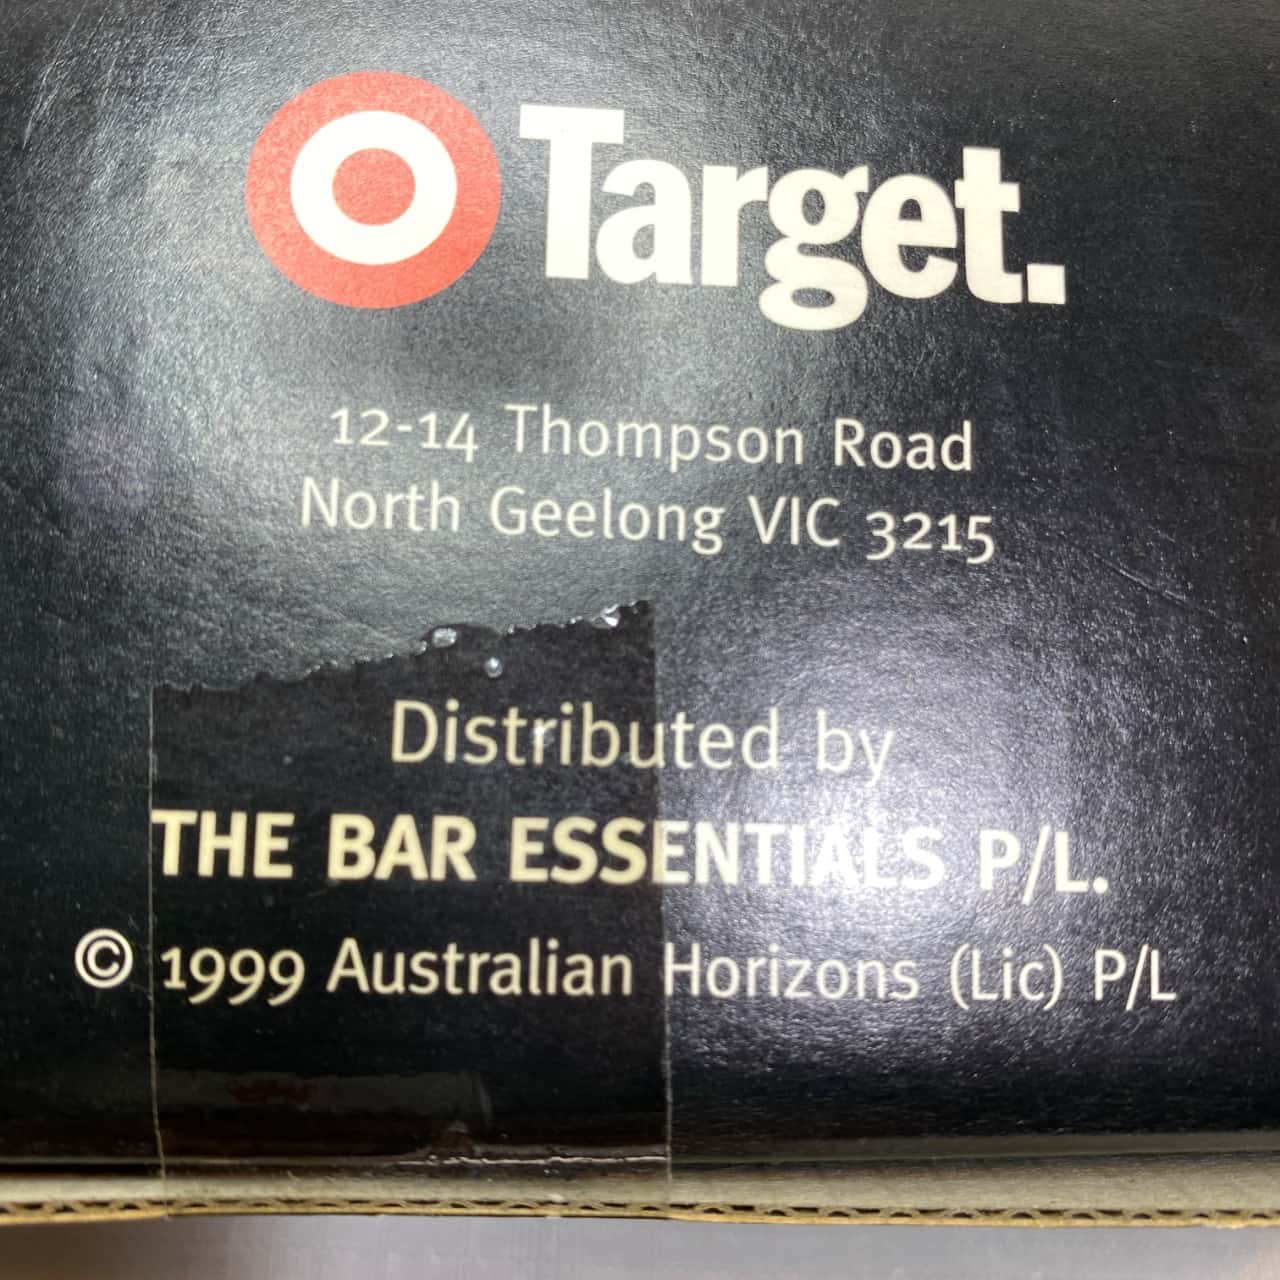 Target.
12-14 Thompson Road
North Geelong VIC 3215
Distributed by
THE BAR ESSENTIALS P/L.
© 1999 Australian Horizons (Lic) P/L